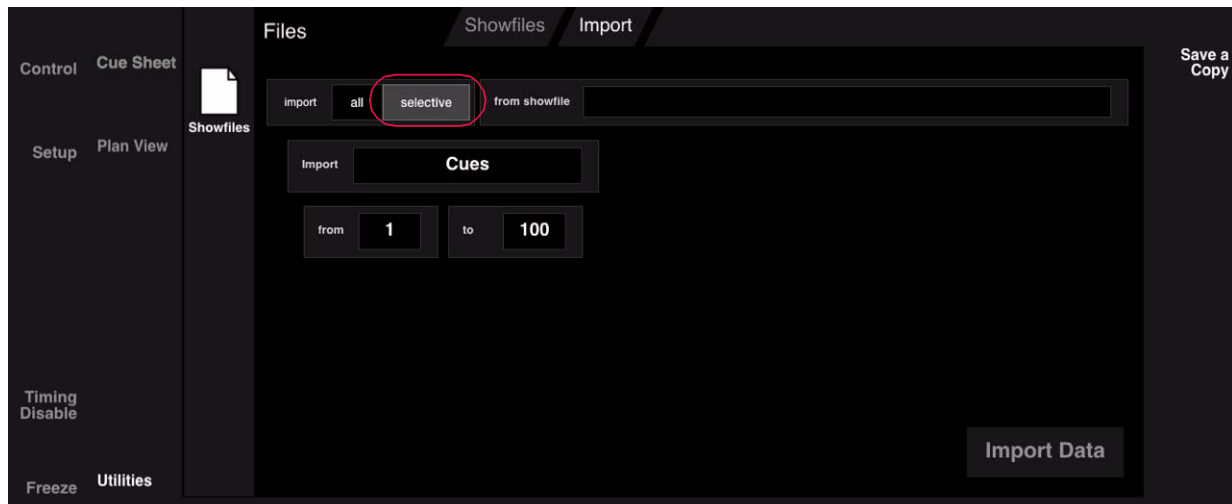 Files
Showfiles
Import
Control
Cue Sheet
Save a
Copy
Showfiles
import
all
selective
from showfile
Setup
Plan View
Import
Cues
from
1
to
100
Timing
Disable
Import Data
Freeze
Utilities